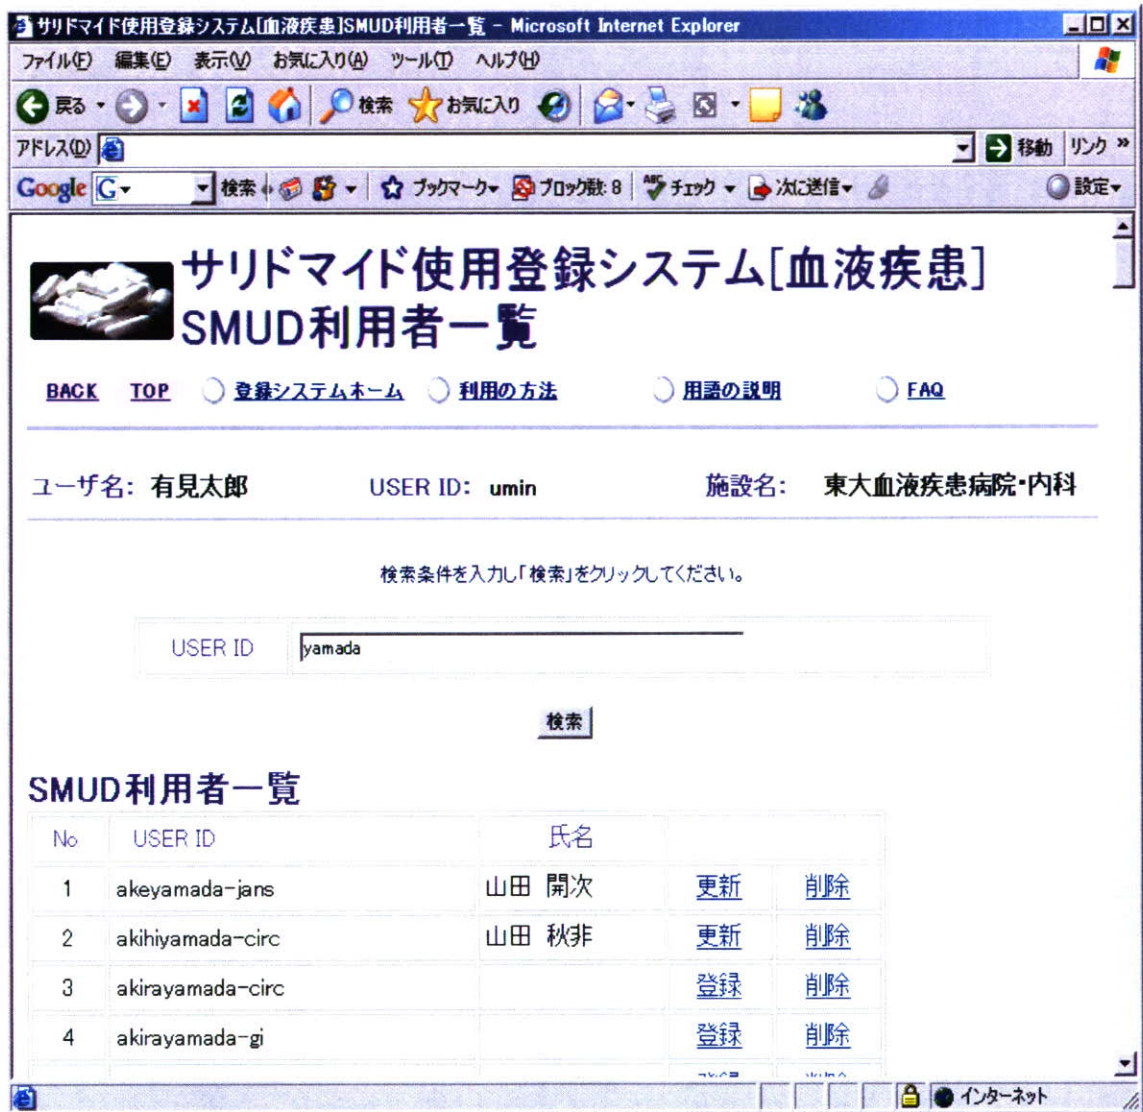 サリドマイド使用登録システム[血液疾患]SMUD利用者一覧 - Microsoft Internet Explorer
ファイル(F) 編集(E) 表示(V) お気に入り(A) ツール(T) ヘルプ(H)
戻る 検索 お気に入り
アドレス(D) 移動 リンク »
Google G 検索 ブックマーク ブロック数: 8 ABC チェック 次に送信 設定
サリドマイド使用登録システム[血液疾患]
SMUD利用者一覧
BACK TOP 登録システムホーム 利用の方法 用語の説明 FAQ
ユーザ名: 有見太郎 USER ID: umin 施設名: 東大血液疾患病院・内科
検索条件を入力し「検索」をクリックしてください。
USER ID yamada
検索
SMUD利用者一覧
No USER ID 氏名
1 akeyamada-jans 山田 開次 更新 削除
2 akihiyamada-circ 山田 秋非 更新 削除
3 akirayamada-circ 登録 削除
4 akirayamada-gi 登録 削除
インターネット